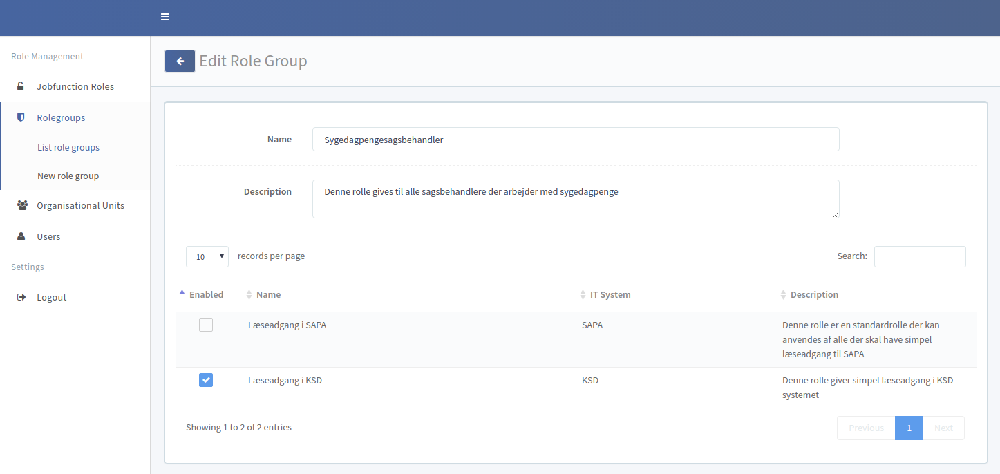 Role Management
Jobfunction Roles
Rolegroups
List role groups
New role group
Organisational Units
Users
Settings
Logout
Edit Role Group
Name
Sygedagpengesagsbehandler
Description
Denne rolle gives til alle sagsbehandlere der arbejder med sygedagpenge
10 records per page
Search:
Enabled Name IT System Description
Læseadgang i SAPA SAPA Denne rolle er en standardrolle der kan
anvendes af alle der skal have simpel
læseadgang til SAPA
Læseadgang i KSD KSD Denne rolle giver simpel læseadgang i KSD
systemet
Showing 1 to 2 of 2 entries
Previous 1 Next